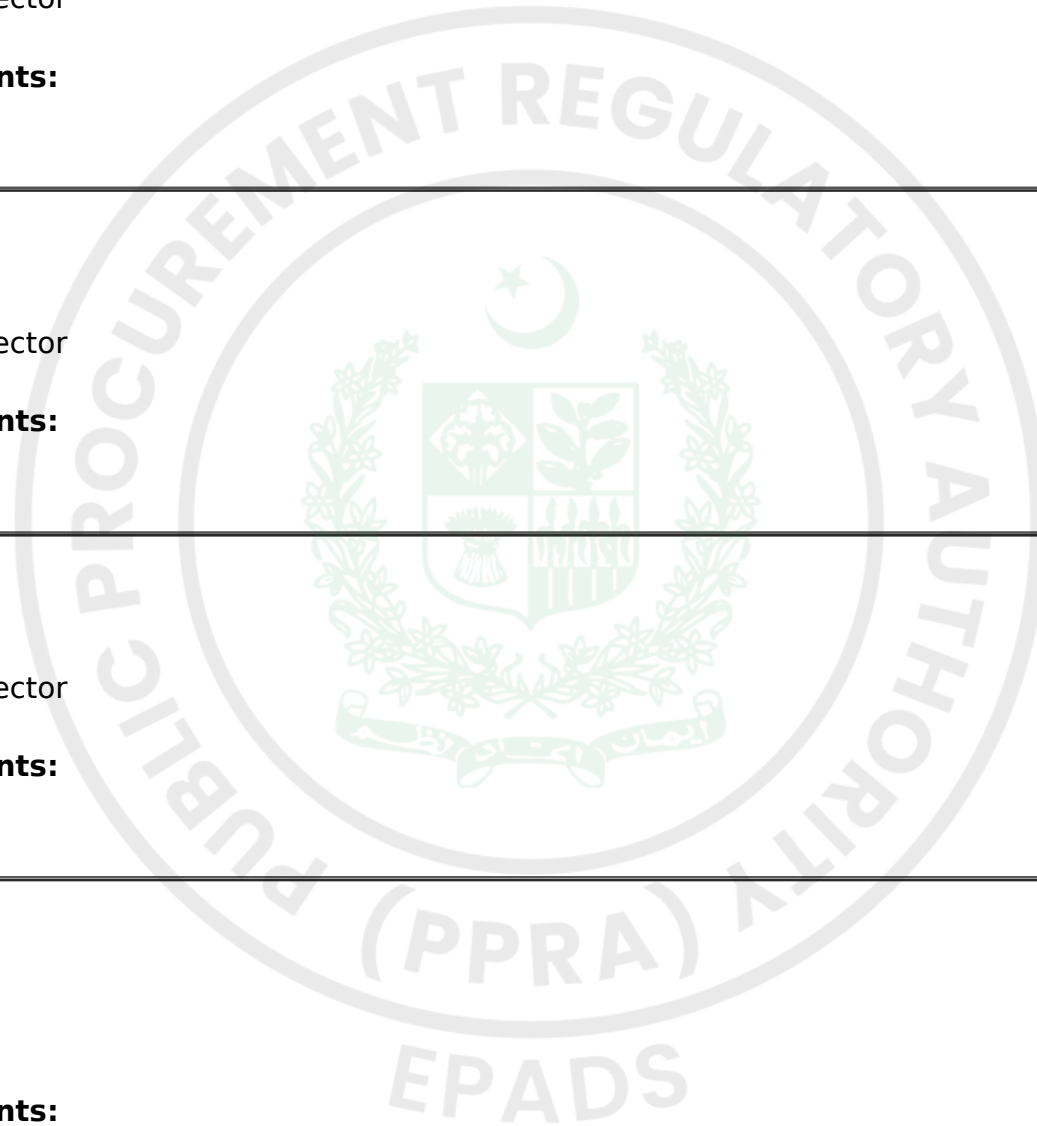 ector
nts:
ector
nts:
ector
nts:
nts:
PUBLIC PROCUREMENT REGULATORY AUTHORITY
(PPRA)
EPADS